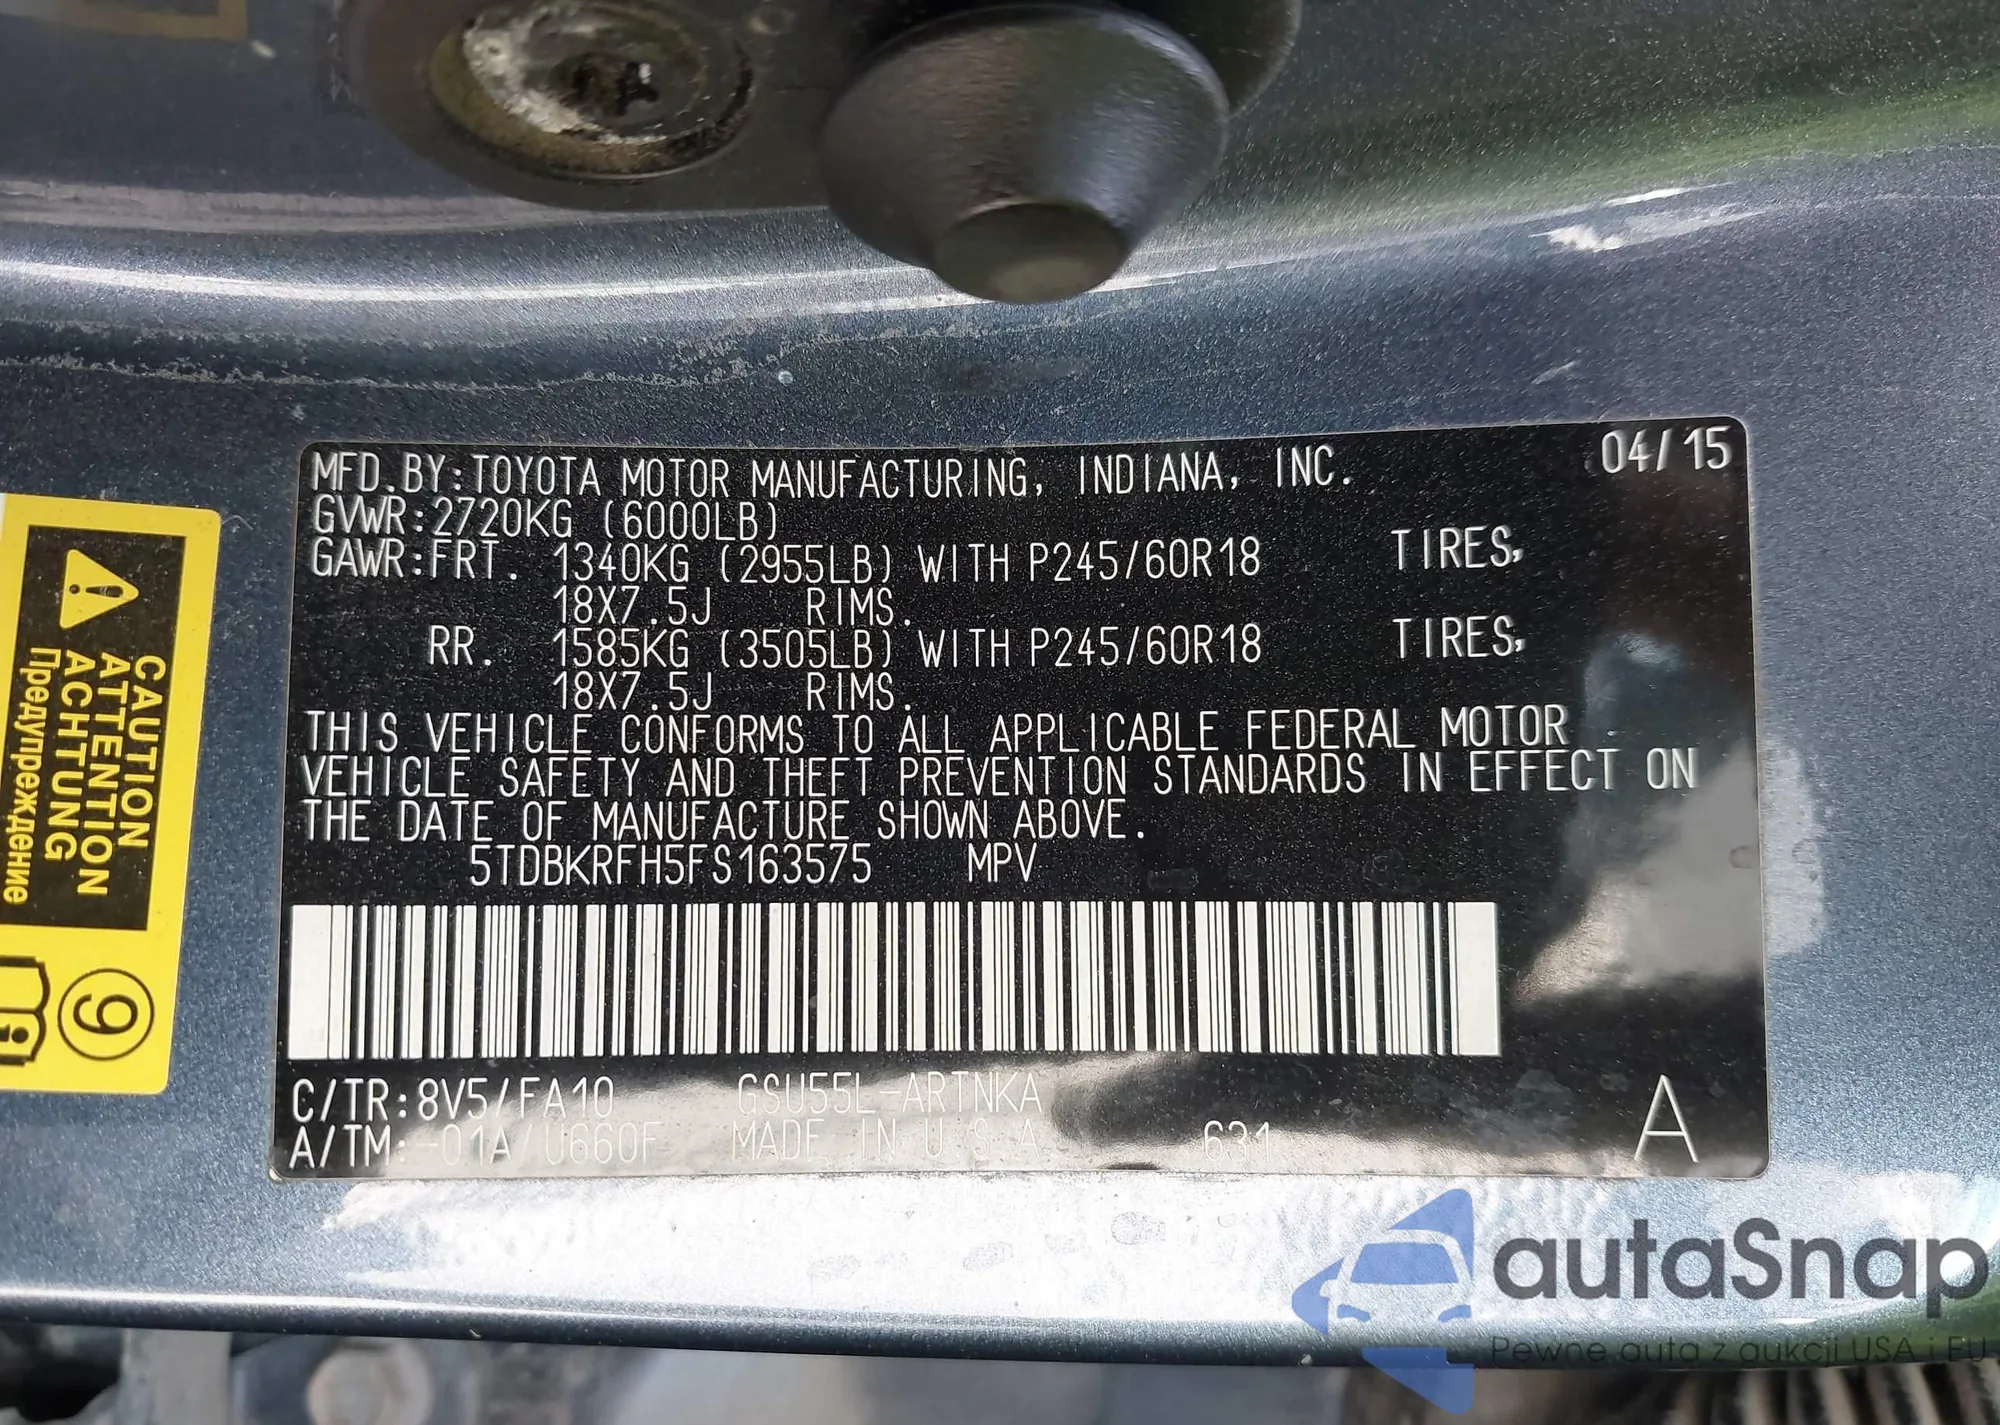 MFD.BY:TOYOTA MOTOR MANUFACTURING, INDIANA, INC. 04/15
GVWR:2720KG (6000LB)
GAWR:FRT. 1340KG (2955LB) WITH P245/60R18 TIRES,
18X7.5J RIMS.
RR. 1585KG (3505LB) WITH P245/60R18 TIRES,
18X7.5J RIMS.
THIS VEHICLE CONFORMS TO ALL APPLICABLE FEDERAL MOTOR
VEHICLE SAFETY AND THEFT PREVENTION STANDARDS IN EFFECT ON
THE DATE OF MANUFACTURE SHOWN ABOVE.
5TDBKRFH5FS163575 MPV
C/TR:8V5/FA10 GSU55L-ARTNKA
A/TM:-01A/U660F MADE IN U.S.A. 631 A
CAUTION
ATTENTION
ACHTUNG
Предупреждение
9
autaSnap
Pewne auta z aukcji USA i EU